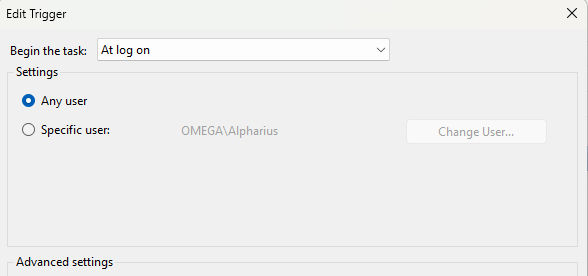 Edit Trigger
Begin the task: At log on
Settings
Any user
Specific user: OMEGA\Alpharius Change User...
Advanced settings